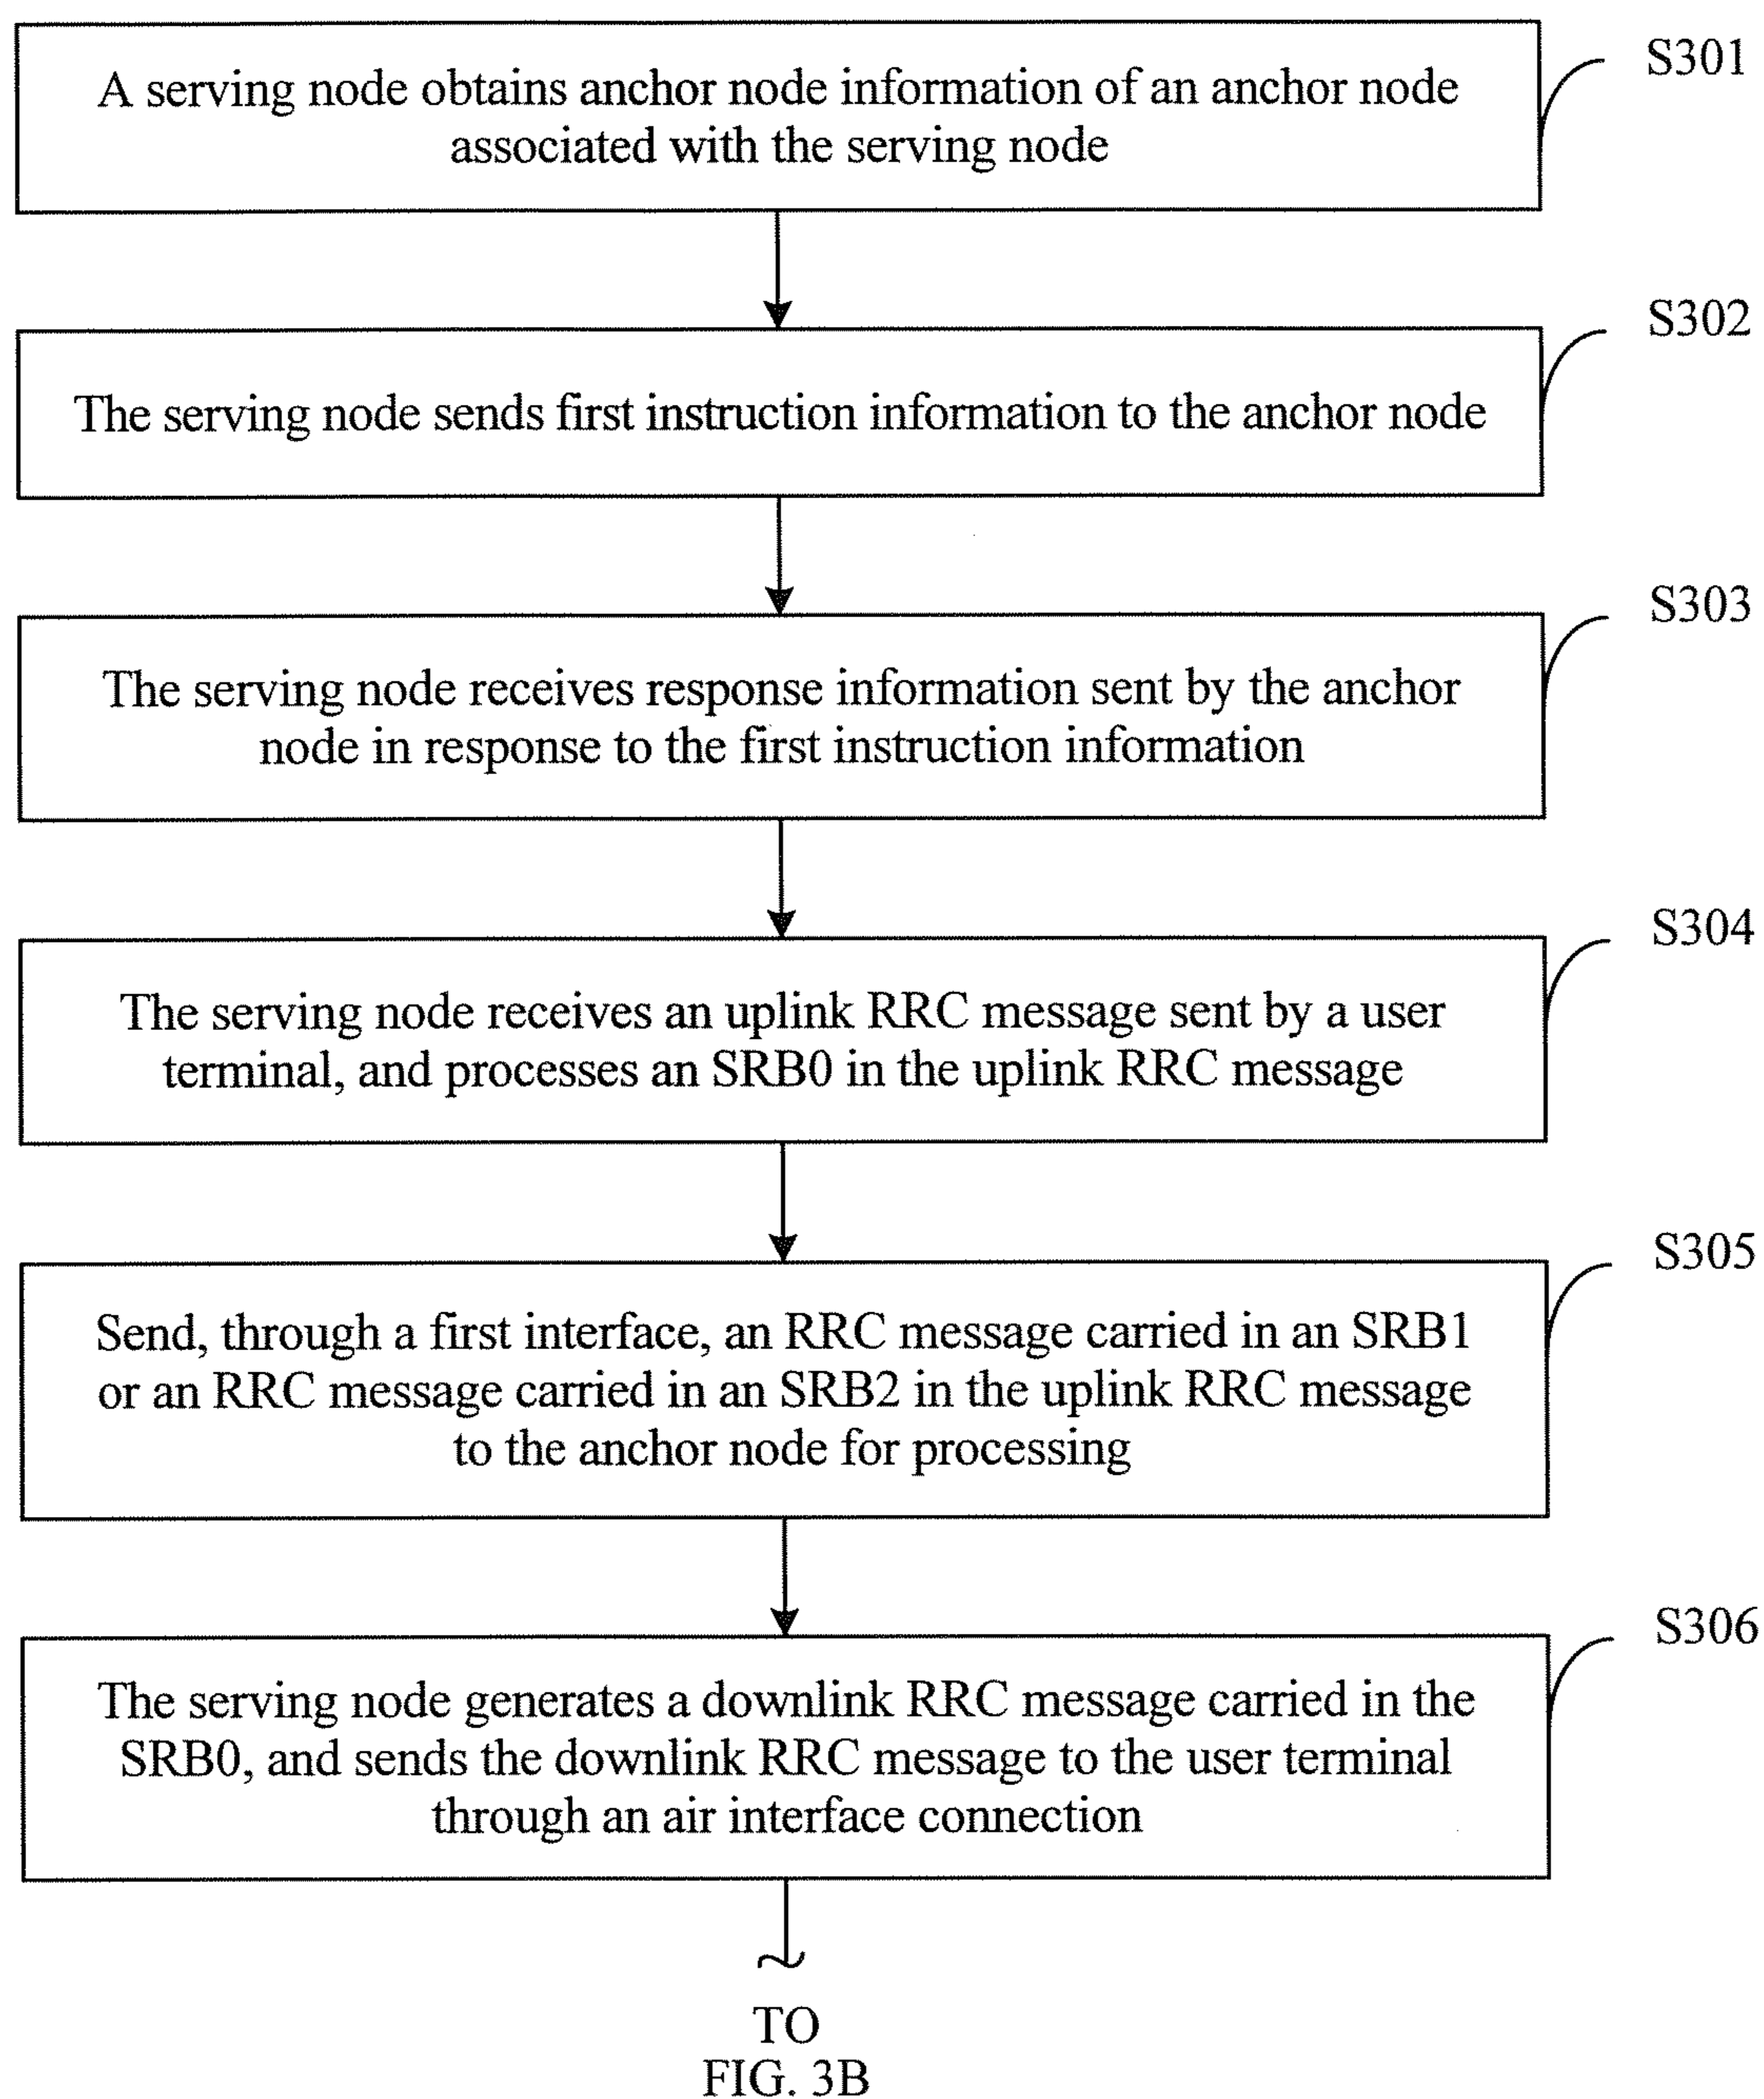 S301
A serving node obtains anchor node information of an anchor node
associated with the serving node
S302
The serving node sends first instruction information to the anchor node
S303
The serving node receives response information sent by the anchor
node in response to the first instruction information
S304
The serving node receives an uplink RRC message sent by a user
terminal, and processes an SRB0 in the uplink RRC message
S305
Send, through a first interface, an RRC message carried in an SRB1
or an RRC message carried in an SRB2 in the uplink RRC message
to the anchor node for processing
S306
The serving node generates a downlink RRC message carried in the
SRB0, and sends the downlink RRC message to the user terminal
through an air interface connection
TO
FIG. 3B